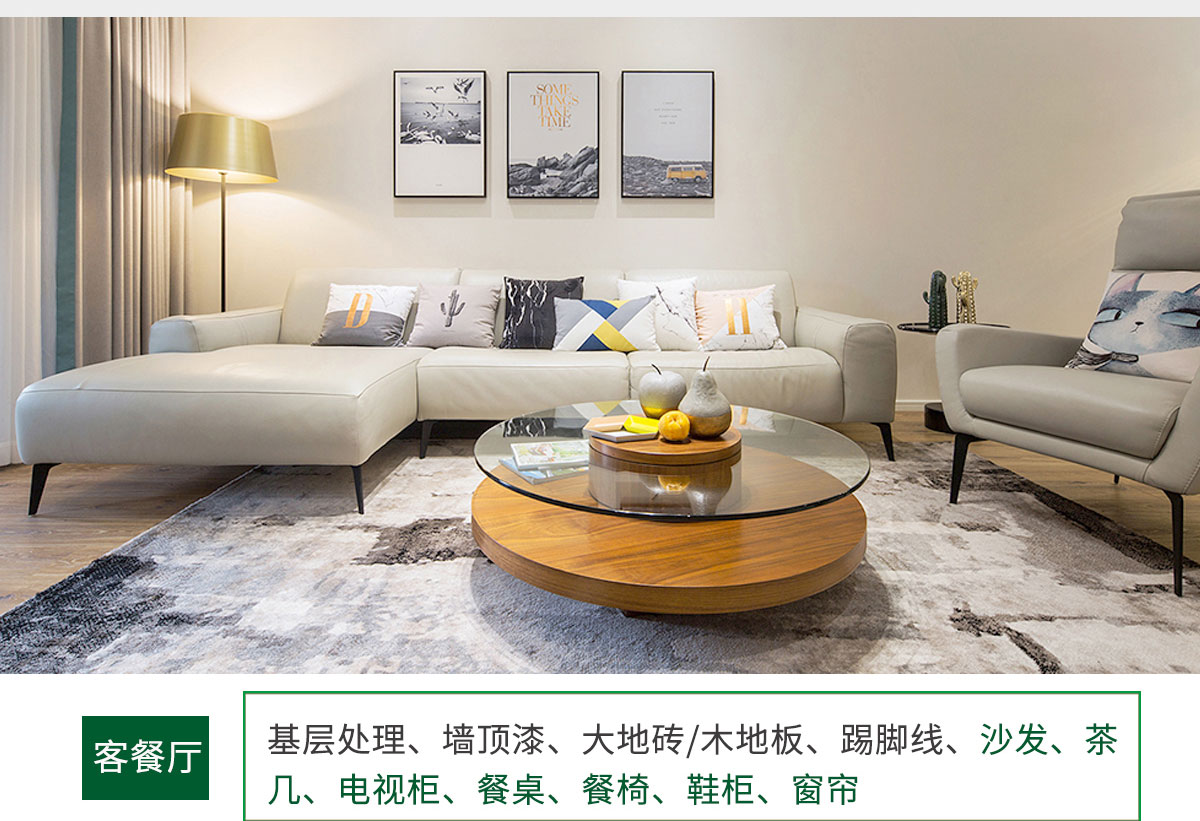 SOME
THINGS
TAKE
TIME
客餐厅
基层处理、墙顶漆、大地砖/木地板、踢脚线、沙发、茶
几、电视柜、餐桌、餐椅、鞋柜、窗帘